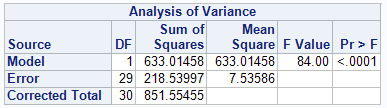 Analysis of Variance
Source DF Sum of Squares Mean Square F Value Pr > F
Model 1 633.01458 633.01458 84.00 <.0001
Error 29 218.53997 7.53586
Corrected Total 30 851.55455